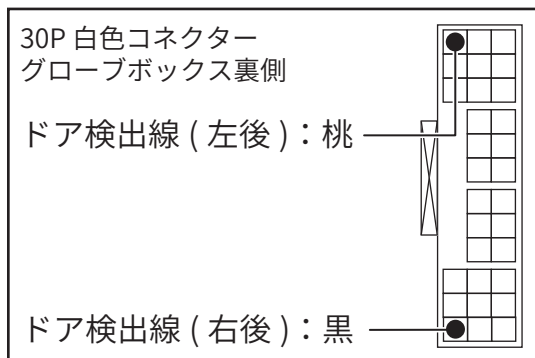 30P 白色コネクター
グローブボックス裏側
ドア検出線 ( 左後 )：桃
ドア検出線 ( 右後 )：黒